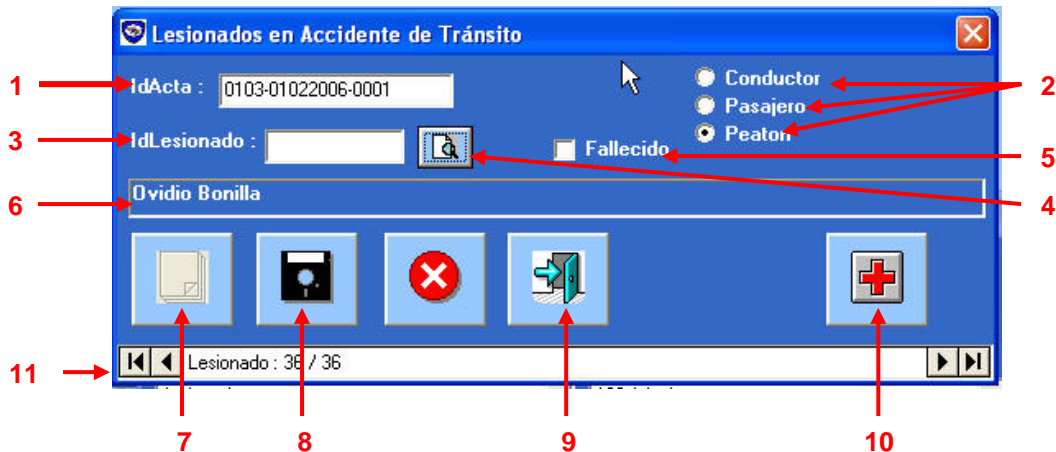 Lesionados en Accidente de Tránsito
1 IdActa : 0103-01022006-0001
Conductor 2
Pasajero
Peaton
3 IdLesionado :
Fallecido 5
4
6 Ovidio Bonilla
11 Lesionado : 36 / 36
7 8 9 10